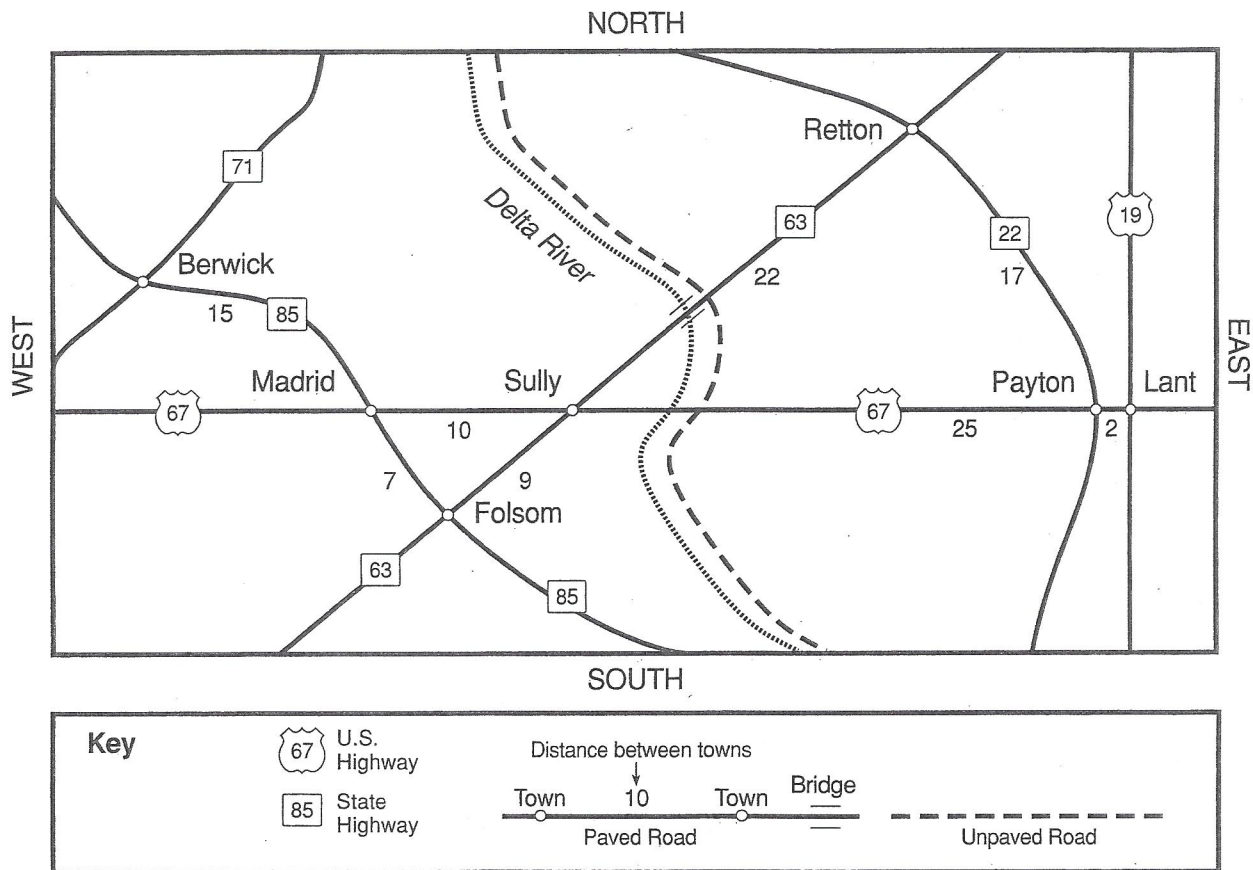 NORTH
Retton
71
19
Delta River
63
22
Berwick
22
17
15
85
WEST
EAST
Madrid
Sully
Payton
Lant
67
67
10
25
2
7
9
Folsom
63
85
SOUTH
Key
67
U.S.
Highway
85
State
Highway
Distance between towns
Town
10
Town
Bridge
Paved Road
Unpaved Road